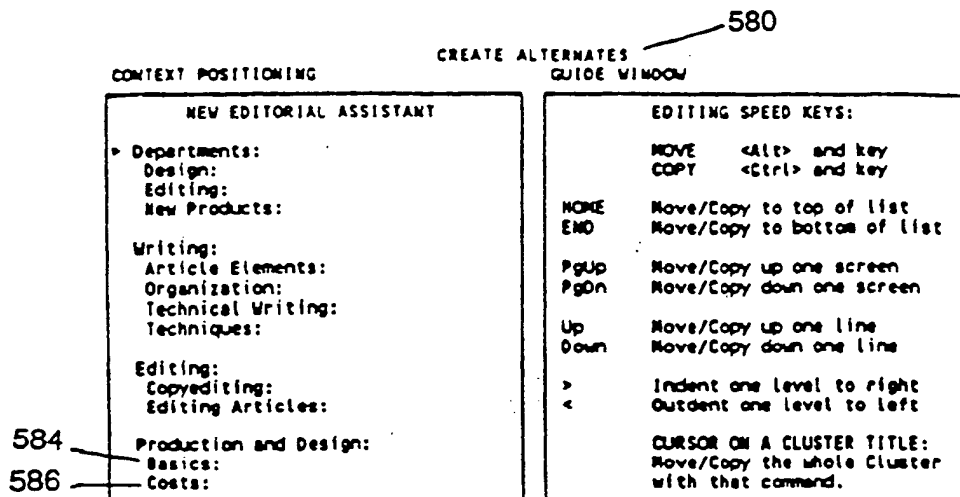 580
CREATE ALTERNATES
CONTEXT POSITIONING
NEW EDITORIAL ASSISTANT
Departments:
Design:
Editing:
New Products:
Writing:
Article Elements:
Organization:
Technical Writing:
Techniques:
Editing:
Copyediting:
Editing Articles:
Production and Design:
584 Basics:
586 Costs:
GUIDE WINDOW
EDITING SPEED KEYS:
MOVE <Alt> and key
COPY <Ctrl> and key
HOME Move/Copy to top of list
END Move/Copy to bottom of list
PgUp Move/Copy up one screen
PgDn Move/Copy down one screen
Up Move/Copy up one line
Down Move/Copy down one line
> Indent one level to right
< Outdent one level to left
CURSOR ON A CLUSTER TITLE:
Move/Copy the whole Cluster
with that command.